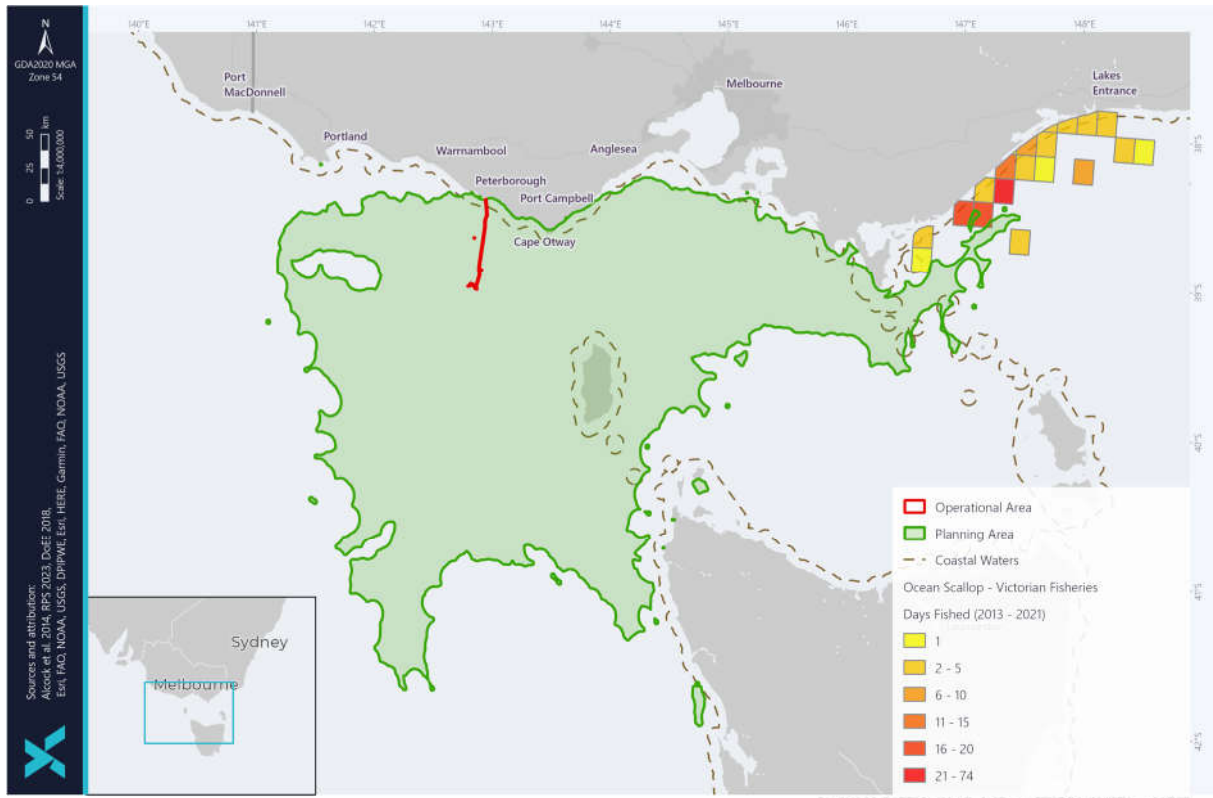 140°E
141°E
142°E
143°E
144°E
145°E
146°E
147°E
148°E
N
GDA2020 MGA
Zone 54
0 25 50
km
Scale: 1:4,000,000
Sources and attribution:
Alcock et al. 2014, RPS 2023, DoEE 2018,
Esri, FAO, NOAA, USGS, DPIPWE, Esri, HERE, Garmin, FAO, NOAA, USGS
Port
MacDonnell
Portland
Warrnambool
Peterborough
Port Campbell
Cape Otway
Anglesea
Melbourne
Lakes
Entrance
38°S
39°S
40°S
41°S
42°S
Operational Area
Planning Area
Coastal Waters
Ocean Scallop - Victorian Fisheries
Days Fished (2013 - 2021)
1
2 - 5
6 - 10
11 - 15
16 - 20
21 - 74
Sydney
Melbourne